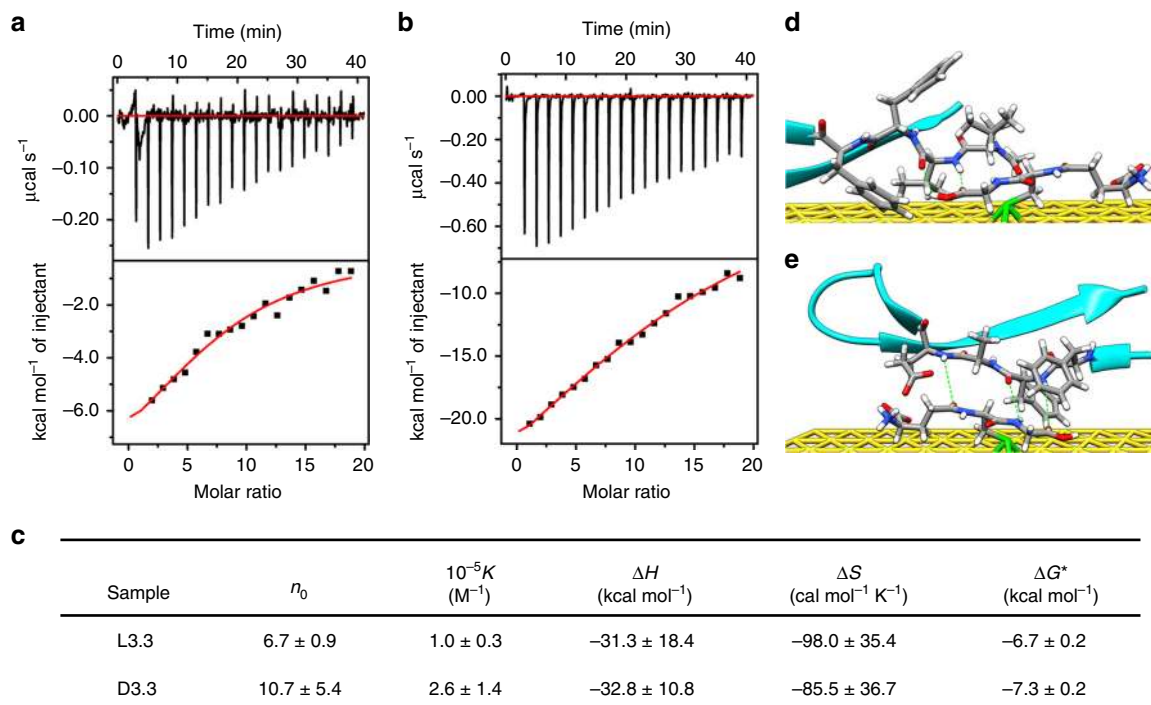 a
Time (min)
0 10 20 30 40
0.00
−0.10
−0.20
μcal s⁻¹
−2.0
−4.0
−6.0
kcal mol⁻¹ of injectant
0 5 10 15 20
Molar ratio
b
Time (min)
0 10 20 30 40
0.00
−0.20
−0.40
−0.60
μcal s⁻¹
−10.0
−15.0
−20.0
kcal mol⁻¹ of injectant
0 5 10 15 20
Molar ratio
d
e
c
Sample n₀ 10⁻⁵K (M⁻¹) ΔH (kcal mol⁻¹) ΔS (cal mol⁻¹ K⁻¹) ΔG* (kcal mol⁻¹)
L3.3 6.7 ± 0.9 1.0 ± 0.3 −31.3 ± 18.4 −98.0 ± 35.4 −6.7 ± 0.2
D3.3 10.7 ± 5.4 2.6 ± 1.4 −32.8 ± 10.8 −85.5 ± 36.7 −7.3 ± 0.2